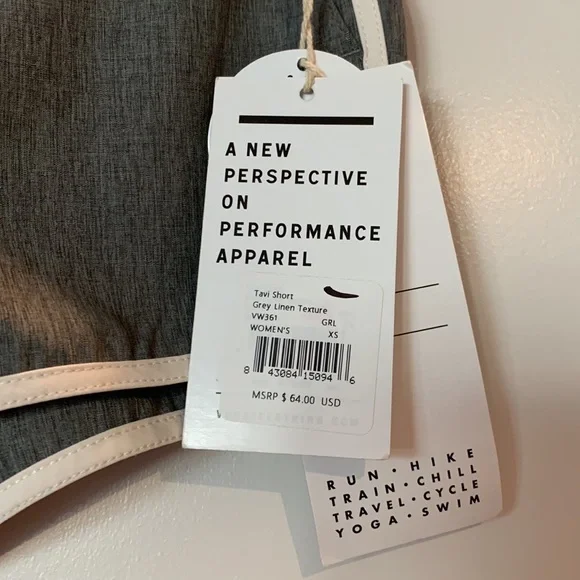 A NEW
PERSPECTIVE
ON
PERFORMANCE
APPAREL
Tavi Short
Grey Linen Texture
VW361 GRL
WOMEN'S XS
8 43084 15094 6
MSRP $ 64.00 USD
RUN • HIKE
TRAIN • CHILL
TRAVEL • CYCLE
YOGA • SWIM